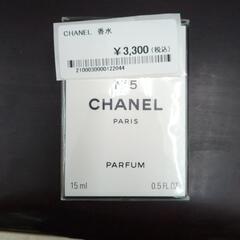 CHANEL 香水
¥3,300(税込)
2100030000122044
N°5
CHANEL
PARIS
PARFUM
15 ml
0.5 FL.OZ